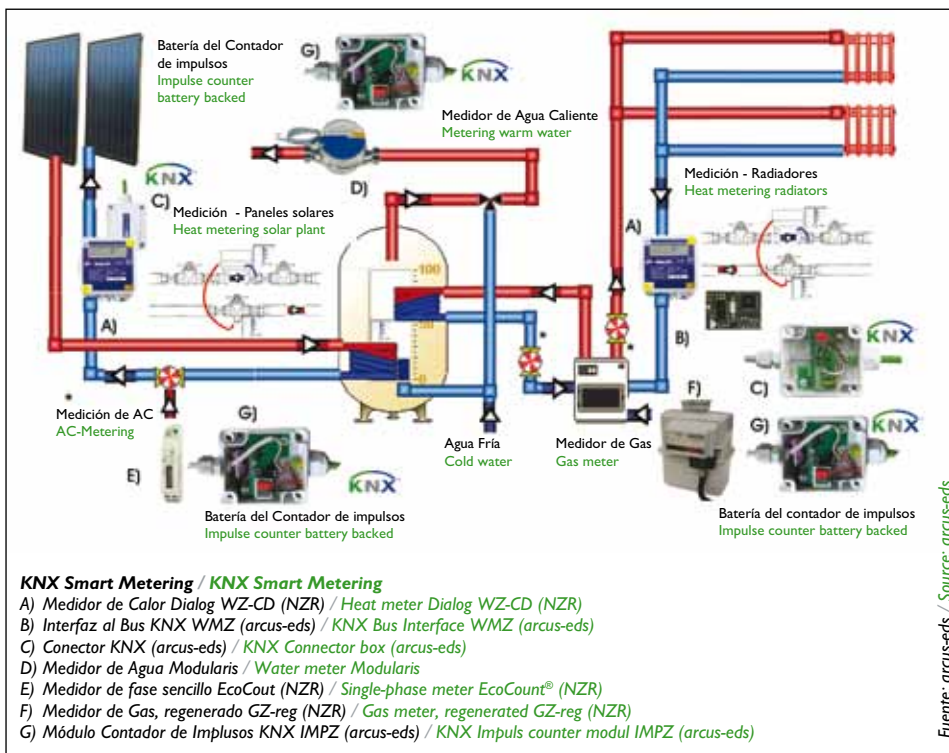 Batería del Contador
de impulsos
Impulse counter
battery backed
G)
KNX
Medidor de Agua Caliente
Metering warm water
D)
KNX
C)
Medición - Paneles solares
Heat metering solar plant
A)
Medición - Radiadores
Heat metering radiators
A)
B)
100
0
*
*
*
Medición de AC
AC-Metering
E)
G)
KNX
Batería del Contador de impulsos
Impulse counter battery backed
Agua Fría
Cold water
Medidor de Gas
Gas meter
F)
C)
KNX
G)
KNX
Batería del contador de impulsos
Impulse counter battery backed
KNX Smart Metering / KNX Smart Metering
A) Medidor de Calor Dialog WZ-CD (NZR) / Heat meter Dialog WZ-CD (NZR)
B) Interfaz al Bus KNX WMZ (arcus-eds) / KNX Bus Interface WMZ (arcus-eds)
C) Conector KNX (arcus-eds) / KNX Connector box (arcus-eds)
D) Medidor de Agua Modularis / Water meter Modularis
E) Medidor de fase sencillo EcoCout (NZR) / Single-phase meter EcoCount® (NZR)
F) Medidor de Gas, regenerado GZ-reg (NZR) / Gas meter, regenerated GZ-reg (NZR)
G) Módulo Contador de Implusos KNX IMPZ (arcus-eds) / KNX Impuls counter modul IMPZ (arcus-eds)
Fuente: arcus-eds / Source: arcus-eds